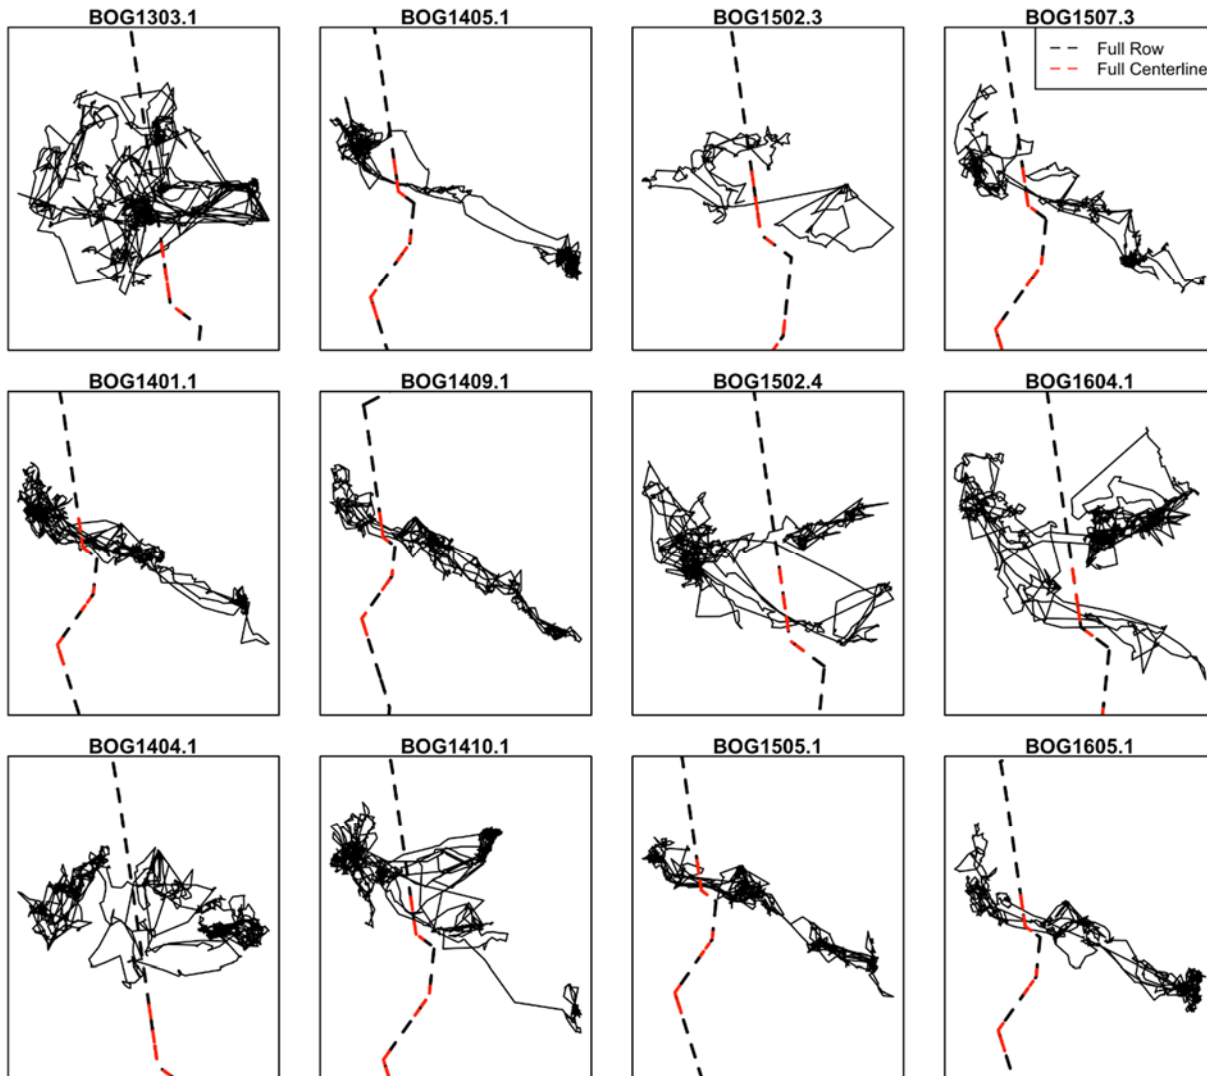 BOG1303.1 BOG1405.1 BOG1502.3 BOG1507.3
Full Row
Full Centerline
BOG1401.1 BOG1409.1 BOG1502.4 BOG1604.1
BOG1404.1 BOG1410.1 BOG1505.1 BOG1605.1